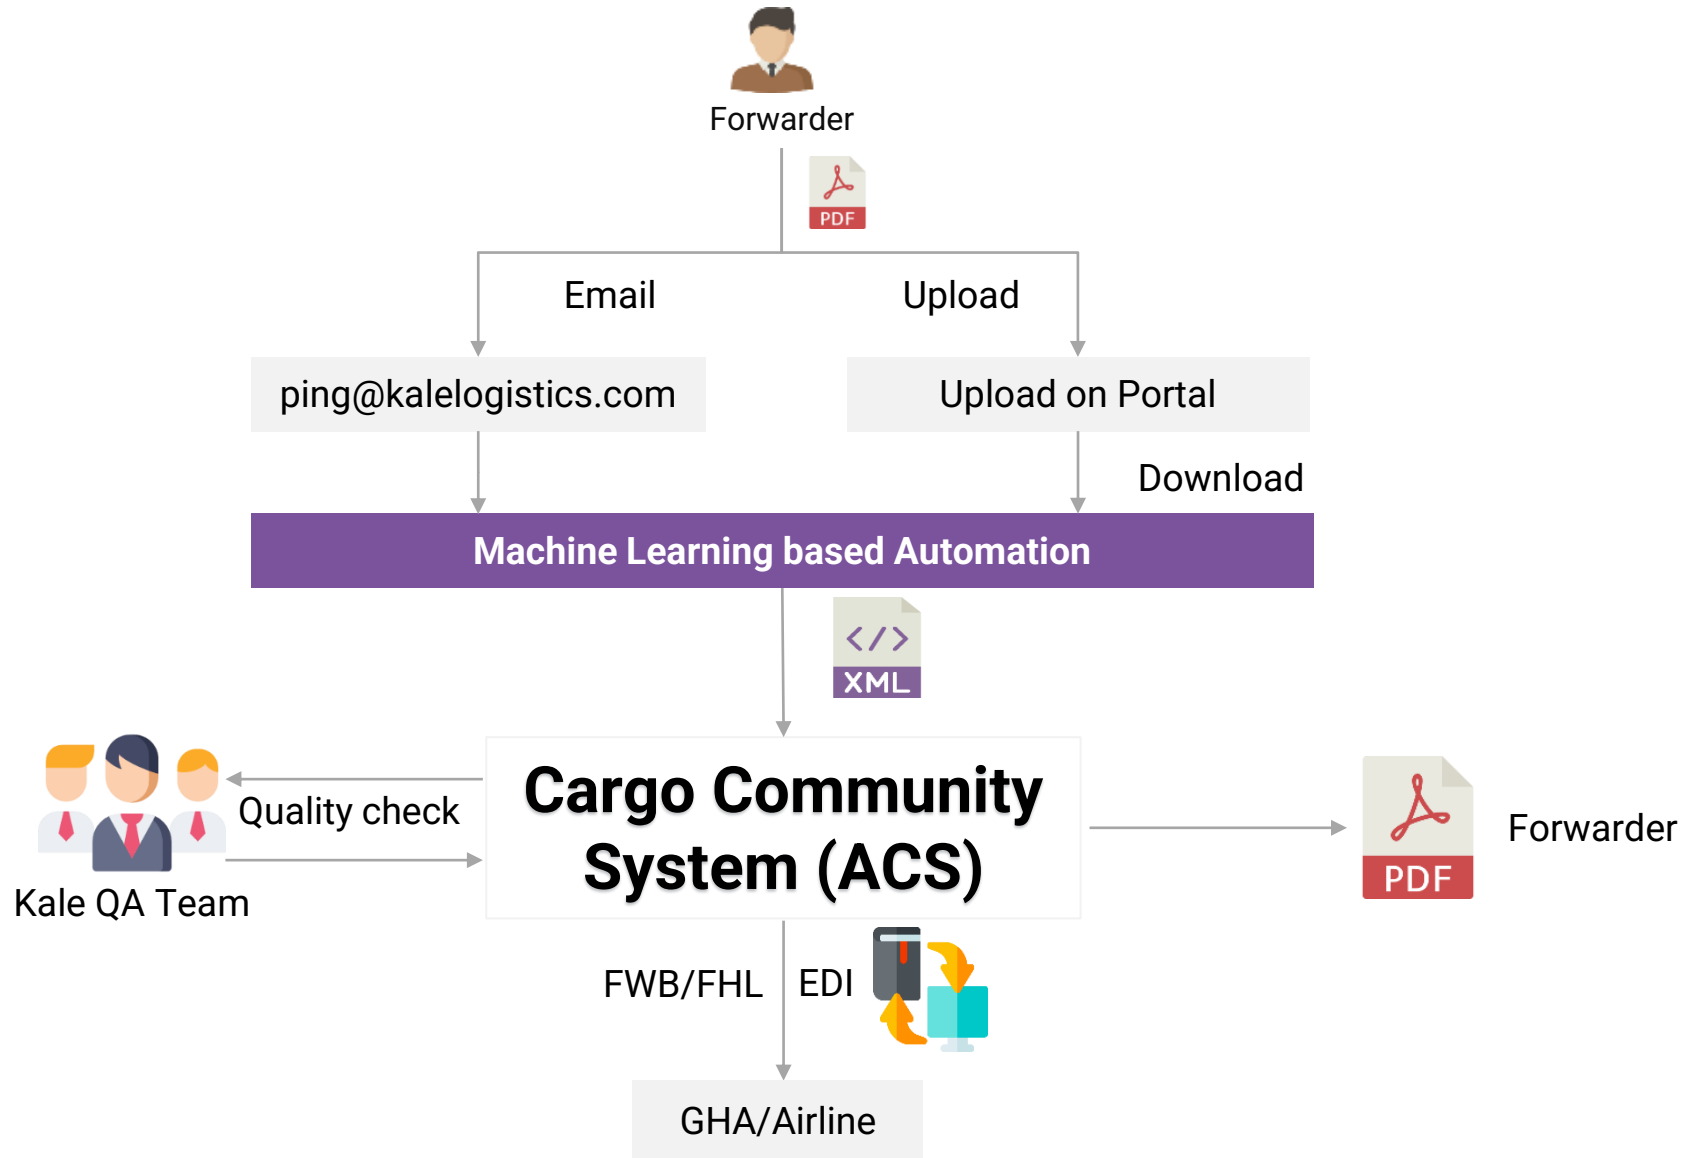 Forwarder
PDF
Email
Upload
ping@kalelogistics.com
Upload on Portal
Download
Machine Learning based Automation
</>
XML
Quality check
Kale QA Team
Cargo Community
System (ACS)
PDF
Forwarder
FWB/FHL
EDI
GHA/Airline